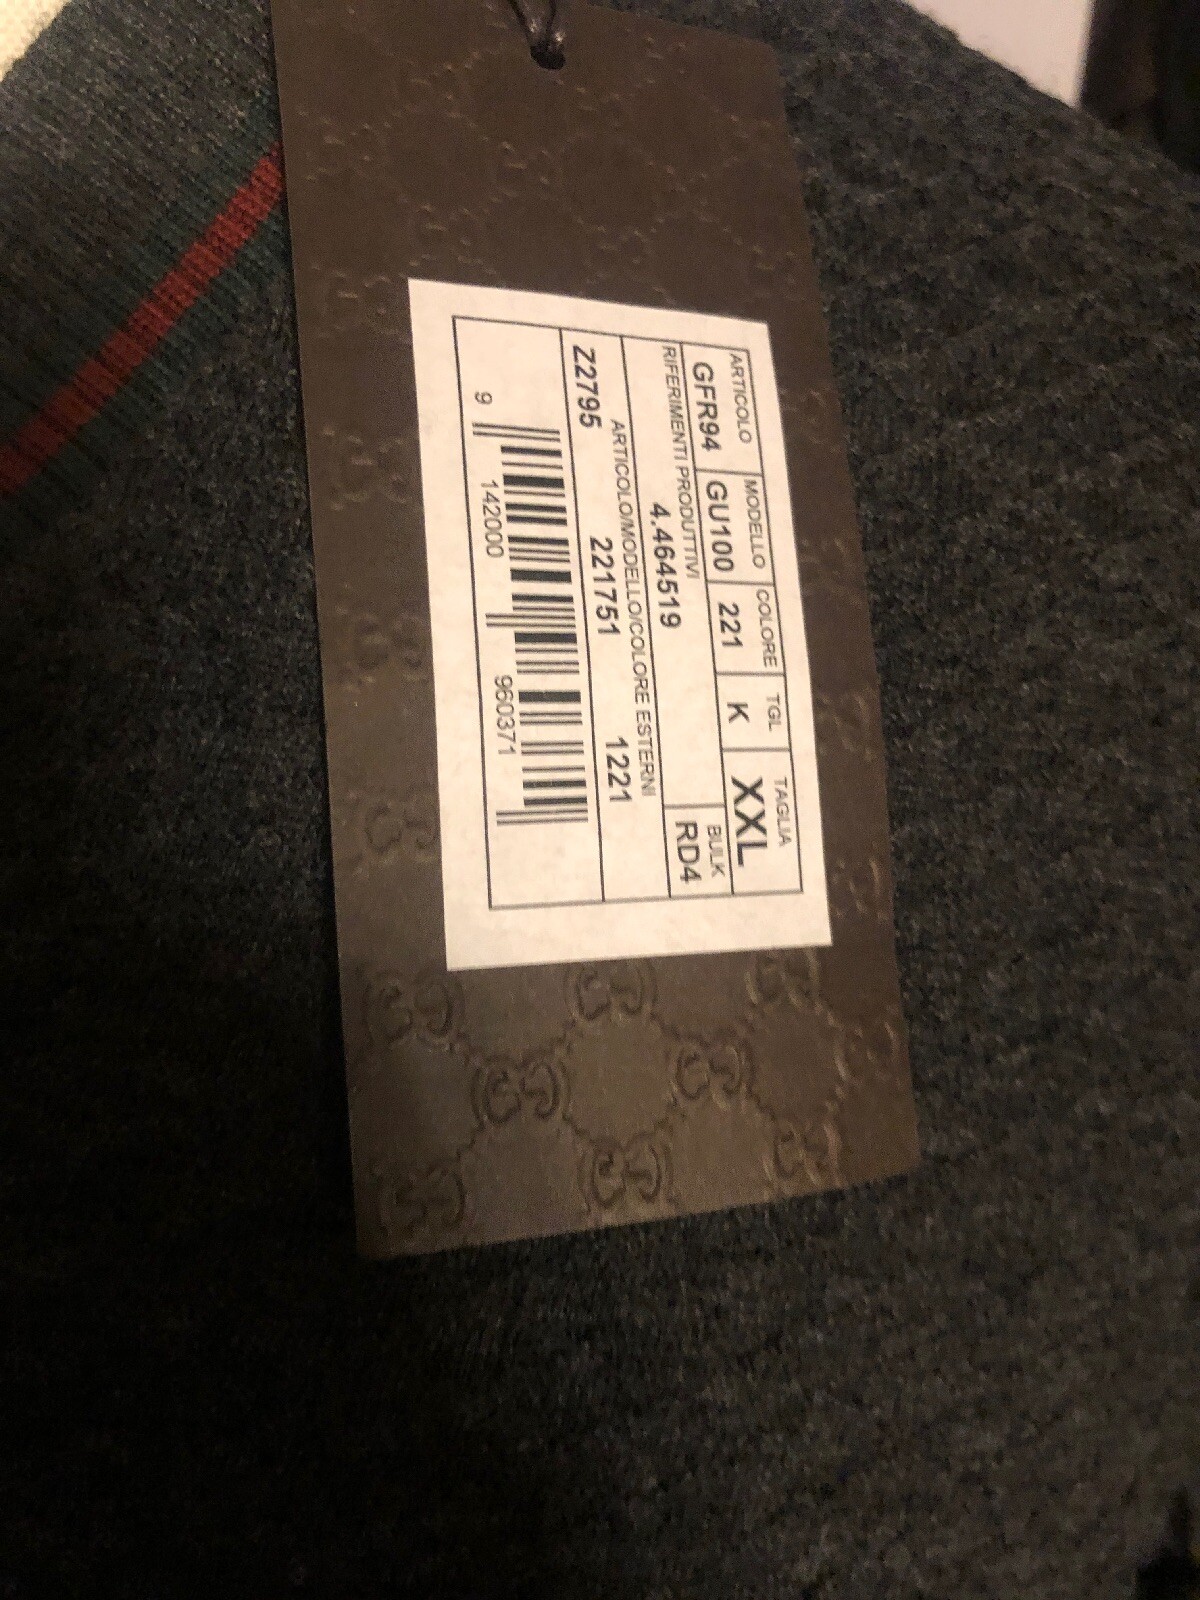 ARTICOLO MODELLO COLORE TGL TAGLIA
GFR94 GU100 221 K XXL
RIFERIMENTI PRODUTTIVI BULK
4.464519 RD4
ARTICOLO/MODELLO/COLORE ESTERNI
Z2795 221751 1221
9 142000 960371